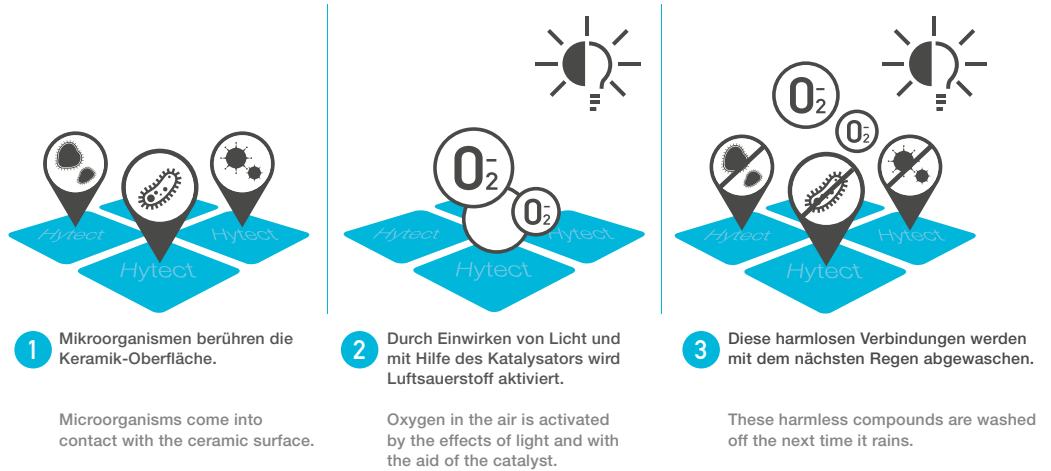 Hytect
Hytect
Hytect
O₂⁻
O₂⁻
Hytect
Hytect
Hytect
O₂⁻
O₂⁻
Hytect
Hytect
Hytect
1
Mikroorganismen berühren die
Keramik-Oberfläche.
Microorganisms come into
contact with the ceramic surface.
2
Durch Einwirken von Licht und
mit Hilfe des Katalysators wird
Luftsauerstoff aktiviert.
Oxygen in the air is activated
by the effects of light and with
the aid of the catalyst.
3
Diese harmlosen Verbindungen werden
mit dem nächsten Regen abgewaschen.
These harmless compounds are washed
off the next time it rains.